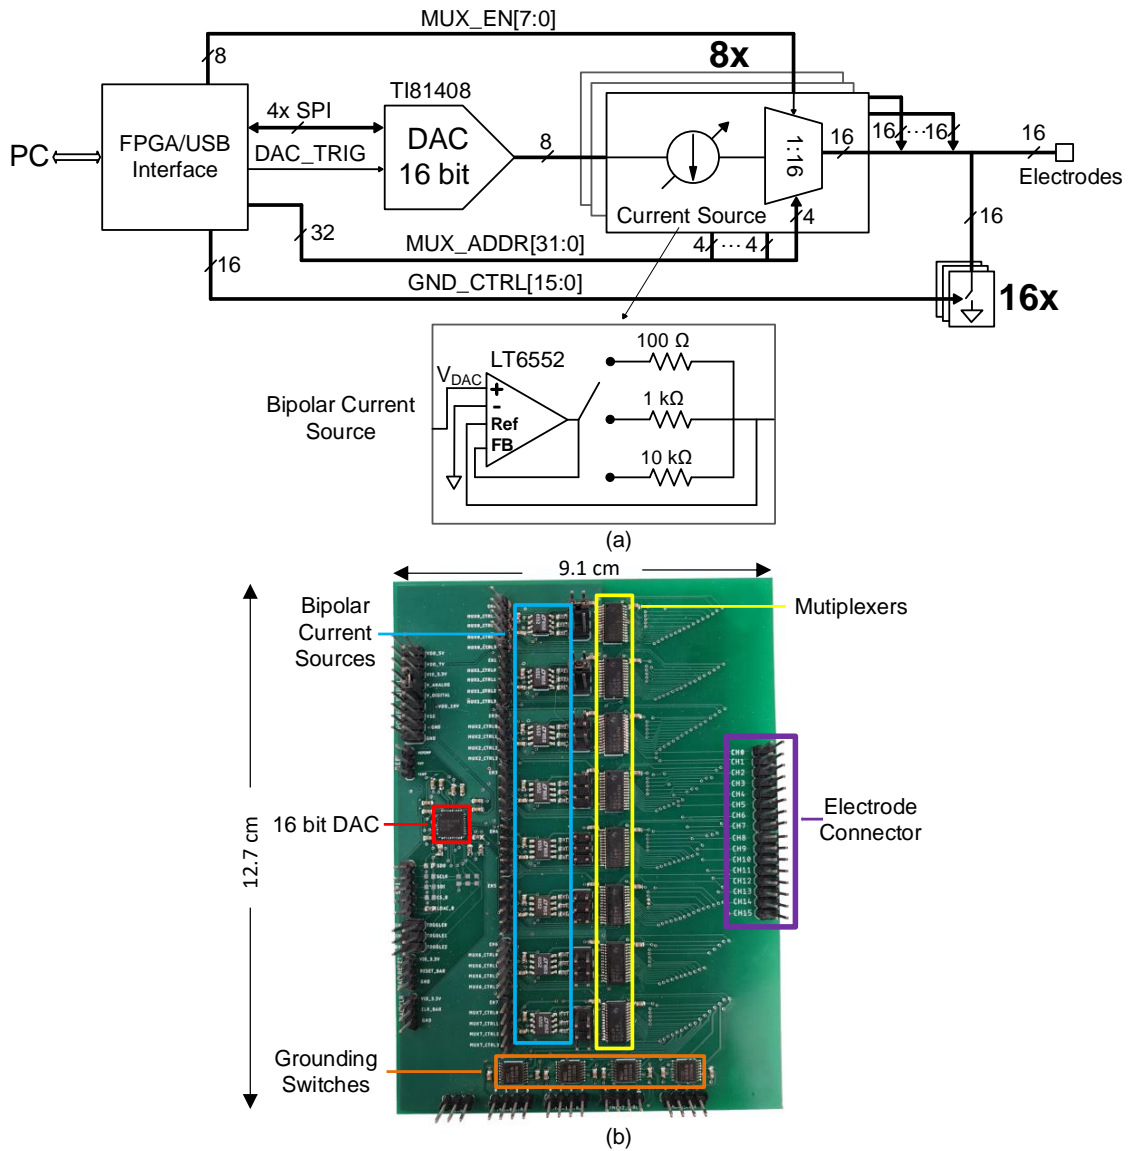 MUX_EN[7:0]
8
8x
TI81408
4x SPI
DAC
16 bit
FPGA/USB
Interface
DAC_TRIG
PC
8
1:16
16
16 ... 16
16
Electrodes
Current Source
4
32
MUX_ADDR[31:0]
4 ... 4
16
16
GND_CTRL[15:0]
16x
100 Ω
LT6552
VDAC
+
-
Ref
FB
1 kΩ
10 kΩ
Bipolar Current
Source
(a)
9.1 cm
12.7 cm
Bipolar
Current
Sources
Mutiplexers
16 bit DAC
Electrode
Connector
CH0
CH1
CH2
CH3
CH4
CH5
CH6
CH7
CH8
CH9
CH10
CH11
CH12
CH13
CH14
CH15
Grounding
Switches
(b)